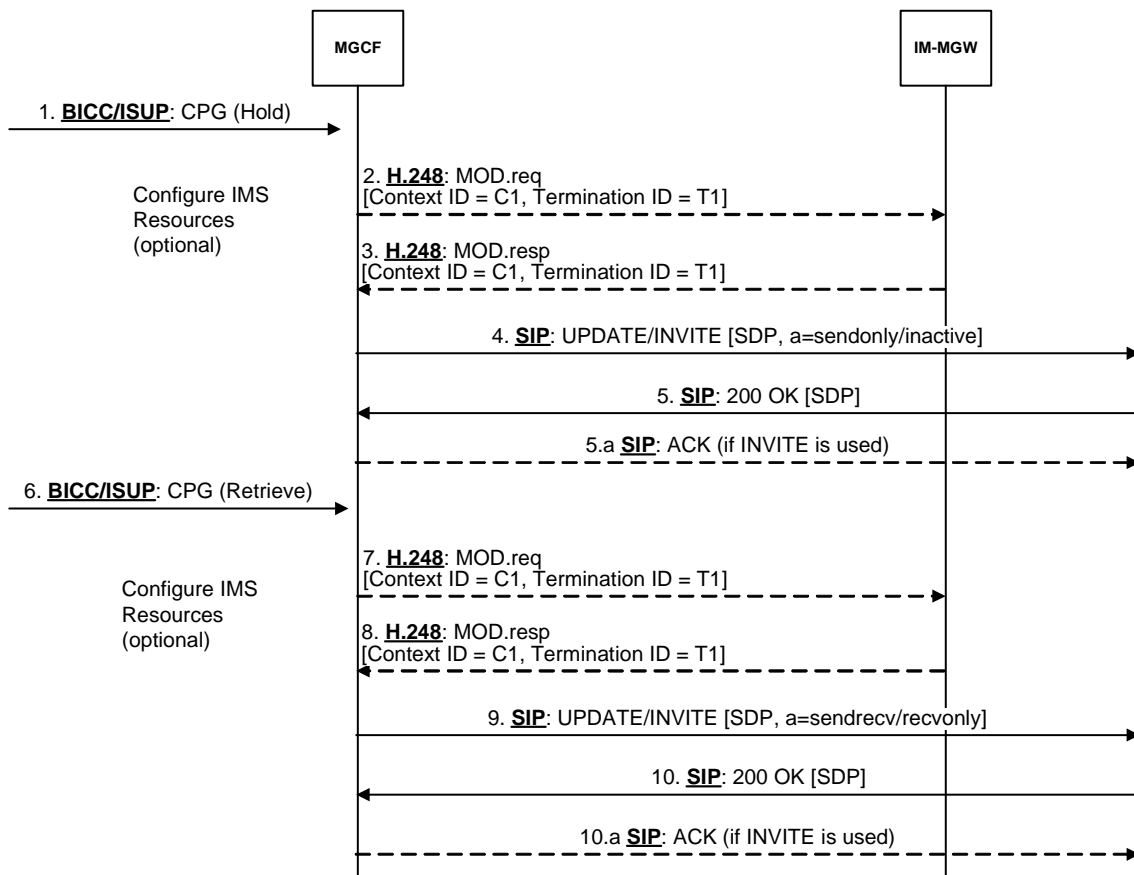 MGCF
IM-MGW
1. BICC/ISUP: CPG (Hold)
Configure IMS
Resources
(optional)
2. H.248: MOD.req
[Context ID = C1, Termination ID = T1]
3. H.248: MOD.resp
[Context ID = C1, Termination ID = T1]
4. SIP: UPDATE/INVITE [SDP, a=sendonly/inactive]
5. SIP: 200 OK [SDP]
5.a SIP: ACK (if INVITE is used)
6. BICC/ISUP: CPG (Retrieve)
Configure IMS
Resources
(optional)
7. H.248: MOD.req
[Context ID = C1, Termination ID = T1]
8. H.248: MOD.resp
[Context ID = C1, Termination ID = T1]
9. SIP: UPDATE/INVITE [SDP, a=sendrecv/recvonly]
10. SIP: 200 OK [SDP]
10.a SIP: ACK (if INVITE is used)